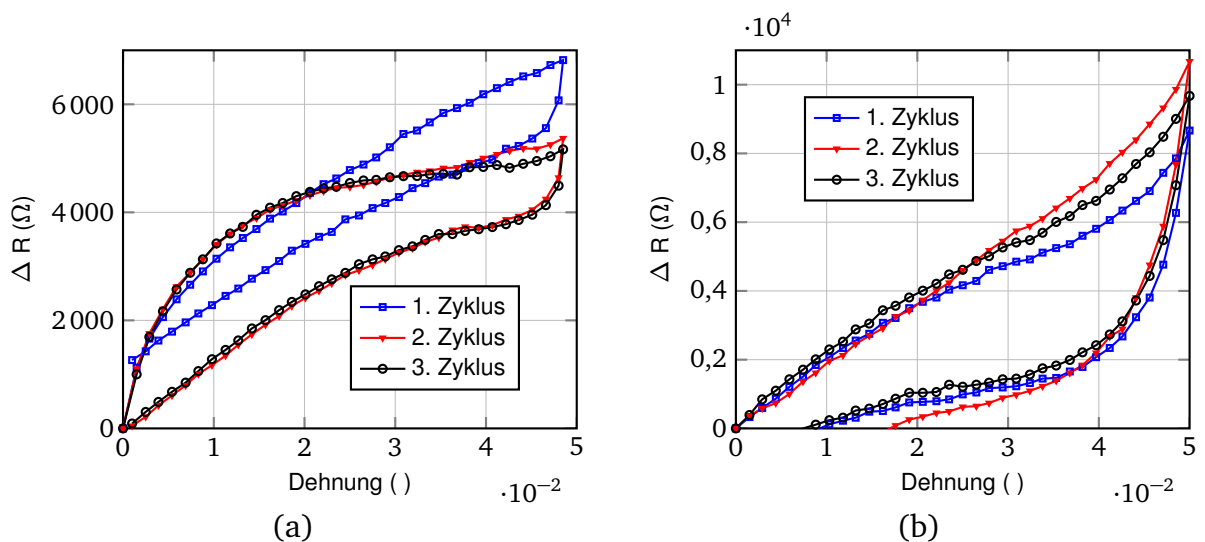 6 000
4 000
2 000
0
Δ R (Ω)
1. Zyklus
2. Zyklus
3. Zyklus
0 1 2 3 4 5
Dehnung ( )
·10⁻²
(a)
·10⁴
1
0,8
0,6
0,4
0,2
0
Δ R (Ω)
1. Zyklus
2. Zyklus
3. Zyklus
0 1 2 3 4 5
Dehnung ( )
·10⁻²
(b)